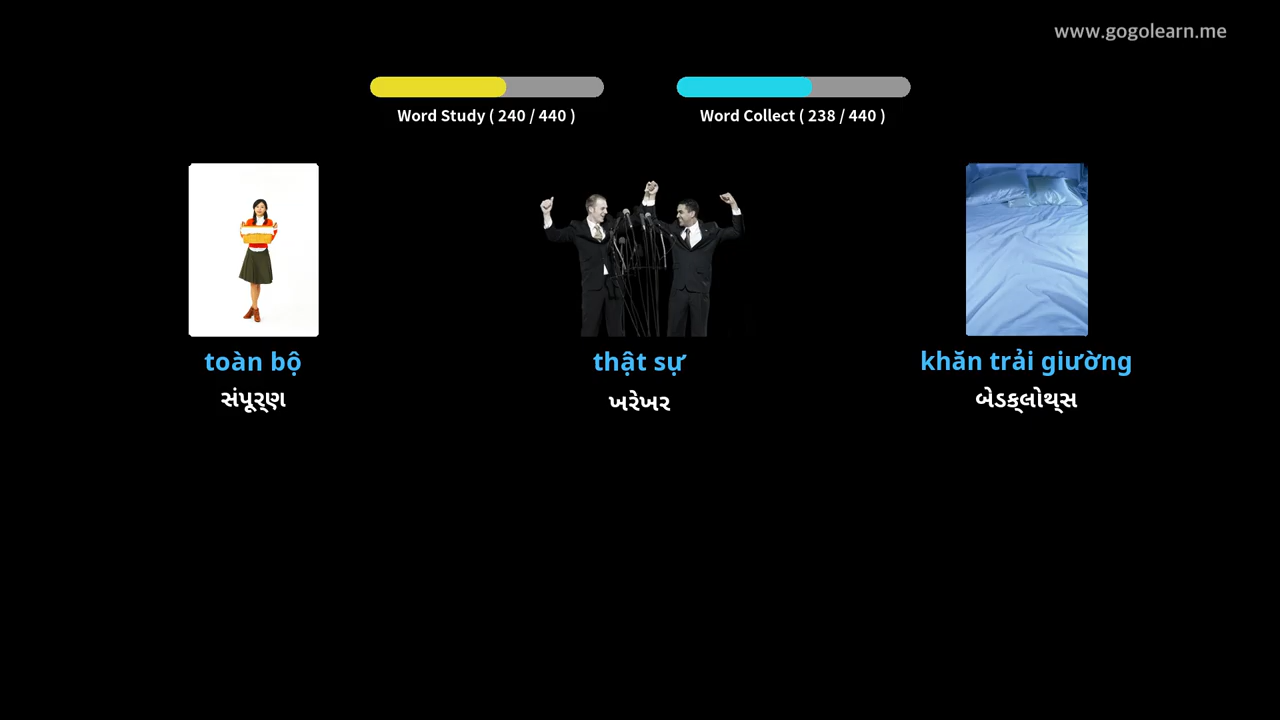 www.gogolearn.me
Word Study ( 240 / 440 )
Word Collect ( 238 / 440 )
toàn bộ
thật sự
khăn trải giường
સંપૂર્ણ
ખરેખર
બેડક્લોથ્સ